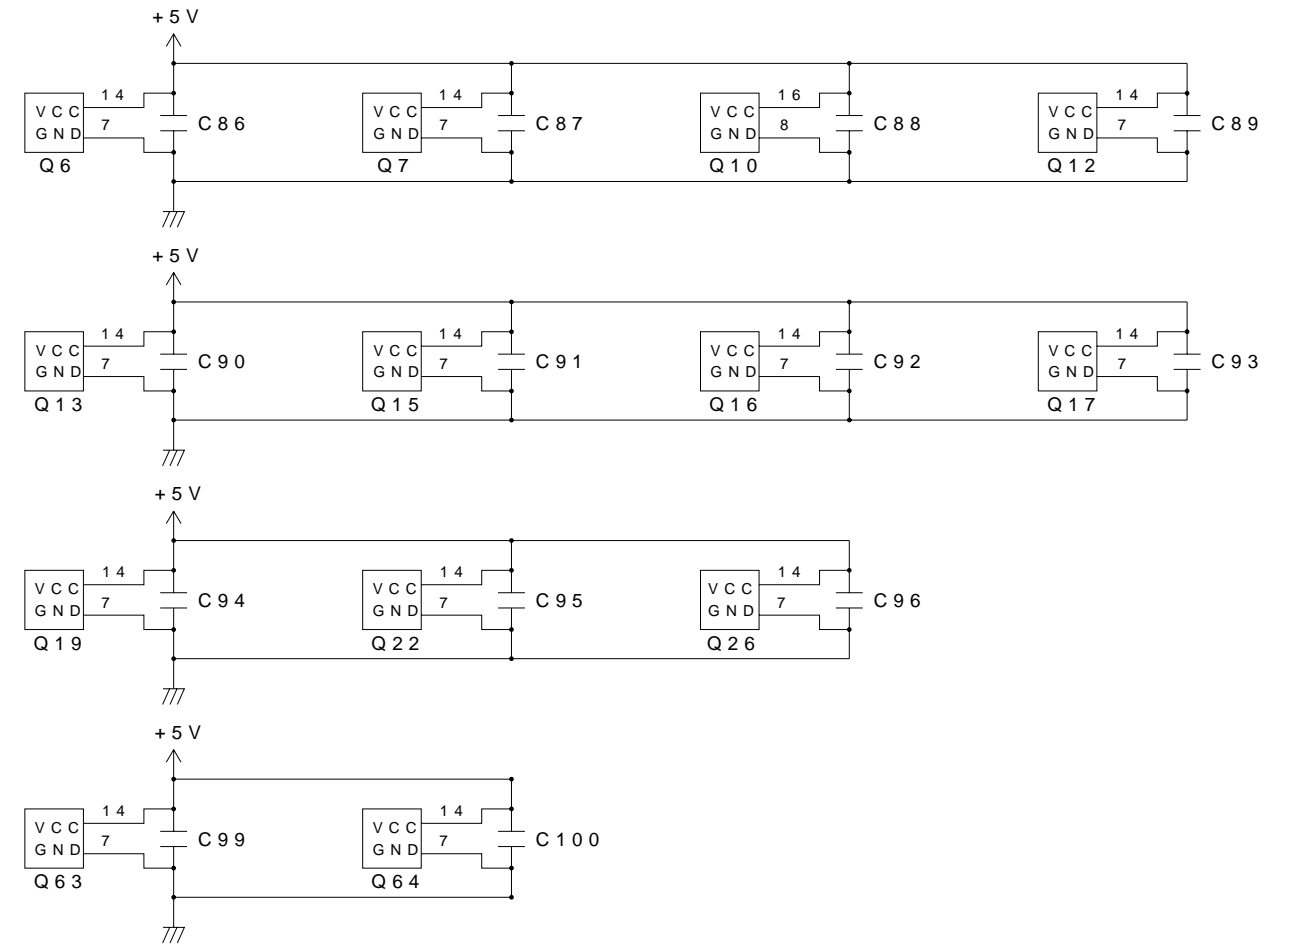 +5V
14 14 16 14
VCC VCC VCC VCC
C86 C87 C88 C89
7 7 8 7
GND GND GND GND
Q6 Q7 Q10 Q12
+5V
14 14 14 14
VCC VCC VCC VCC
C90 C91 C92 C93
7 7 7 7
GND GND GND GND
Q13 Q15 Q16 Q17
+5V
14 14 14
VCC VCC VCC
C94 C95 C96
7 7 7
GND GND GND
Q19 Q22 Q26
+5V
14 14
VCC VCC
C99 C100
7 7
GND GND
Q63 Q64